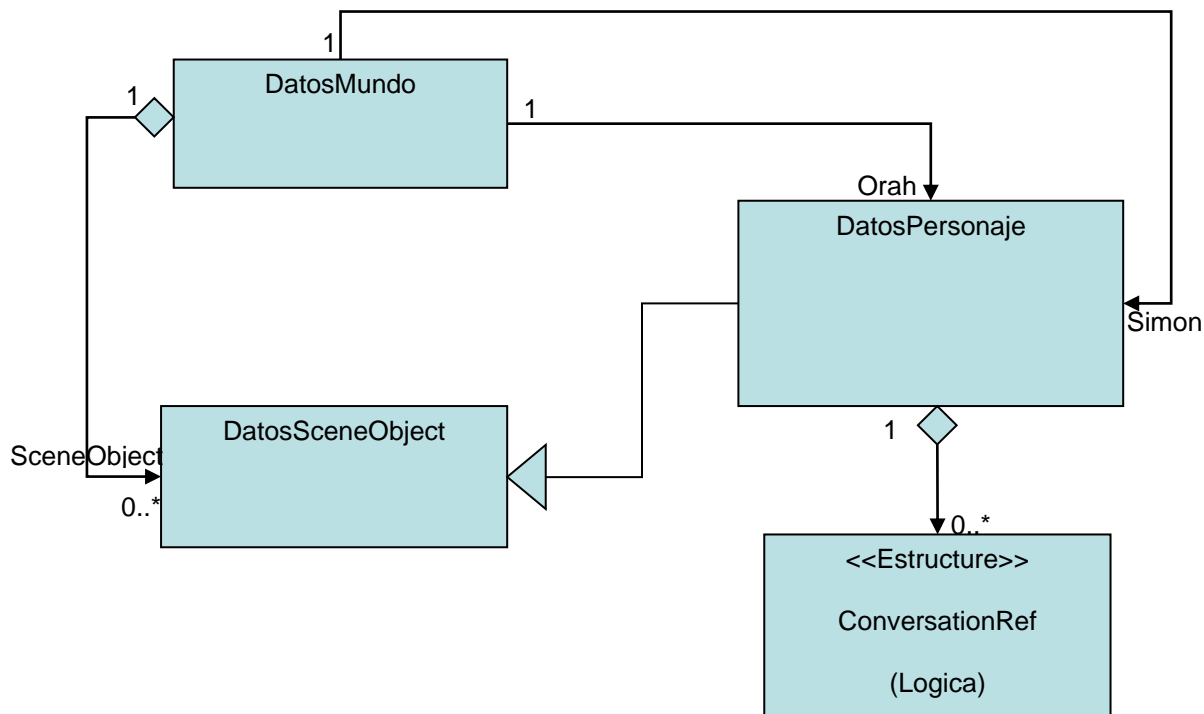 1
DatosMundo
1
1
Orah
DatosPersonaje
Simon
DatosSceneObject
1
SceneObject
0..*
0..*
<<Estructure>>
ConversationRef
(Logica)